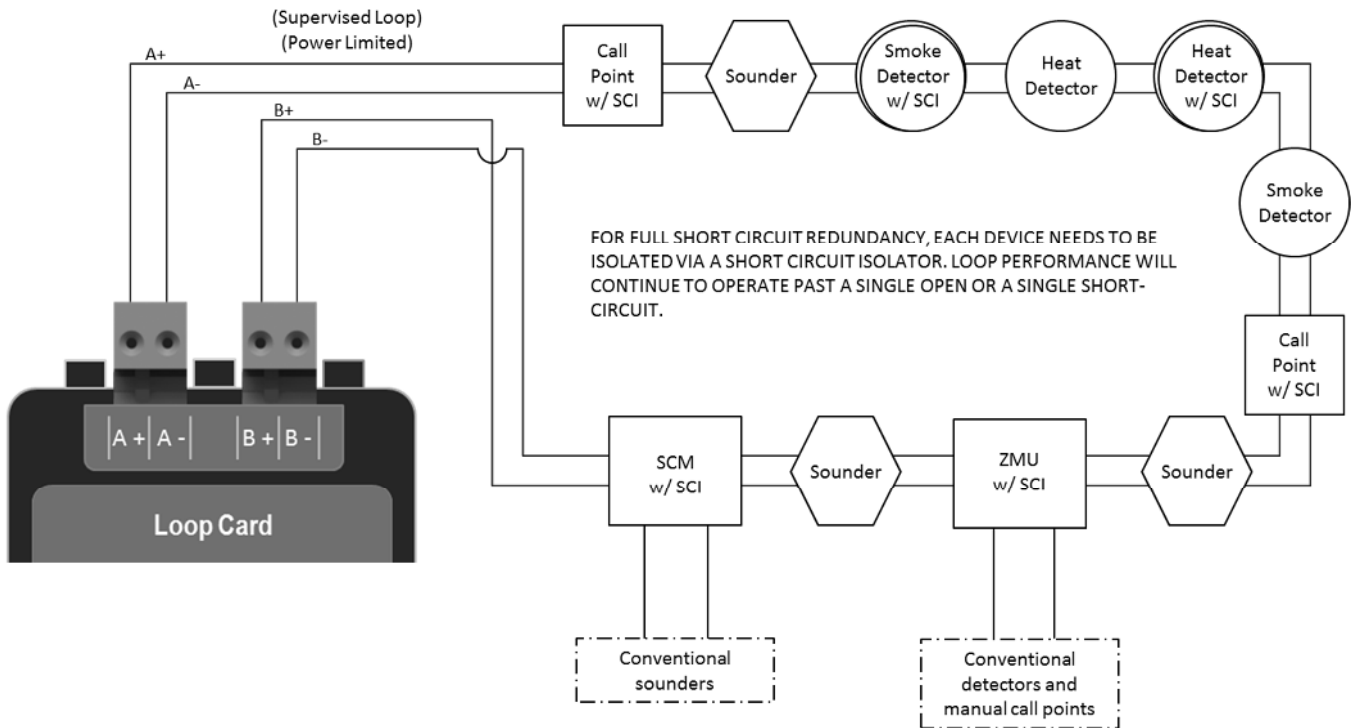 (Supervised Loop)
(Power Limited)
A+
A-
B+
B-
Call
Point
w/ SCI
Sounder
Smoke
Detector
w/ SCI
Heat
Detector
Heat
Detector
w/ SCI
Smoke
Detector
FOR FULL SHORT CIRCUIT REDUNDANCY, EACH DEVICE NEEDS TO BE
ISOLATED VIA A SHORT CIRCUIT ISOLATOR. LOOP PERFORMANCE WILL
CONTINUE TO OPERATE PAST A SINGLE OPEN OR A SINGLE SHORT-
CIRCUIT.
Call
Point
w/ SCI
A + A - B + B -
Loop Card
SCM
w/ SCI
Sounder
ZMU
w/ SCI
Sounder
Conventional
sounders
Conventional
detectors and
manual call points